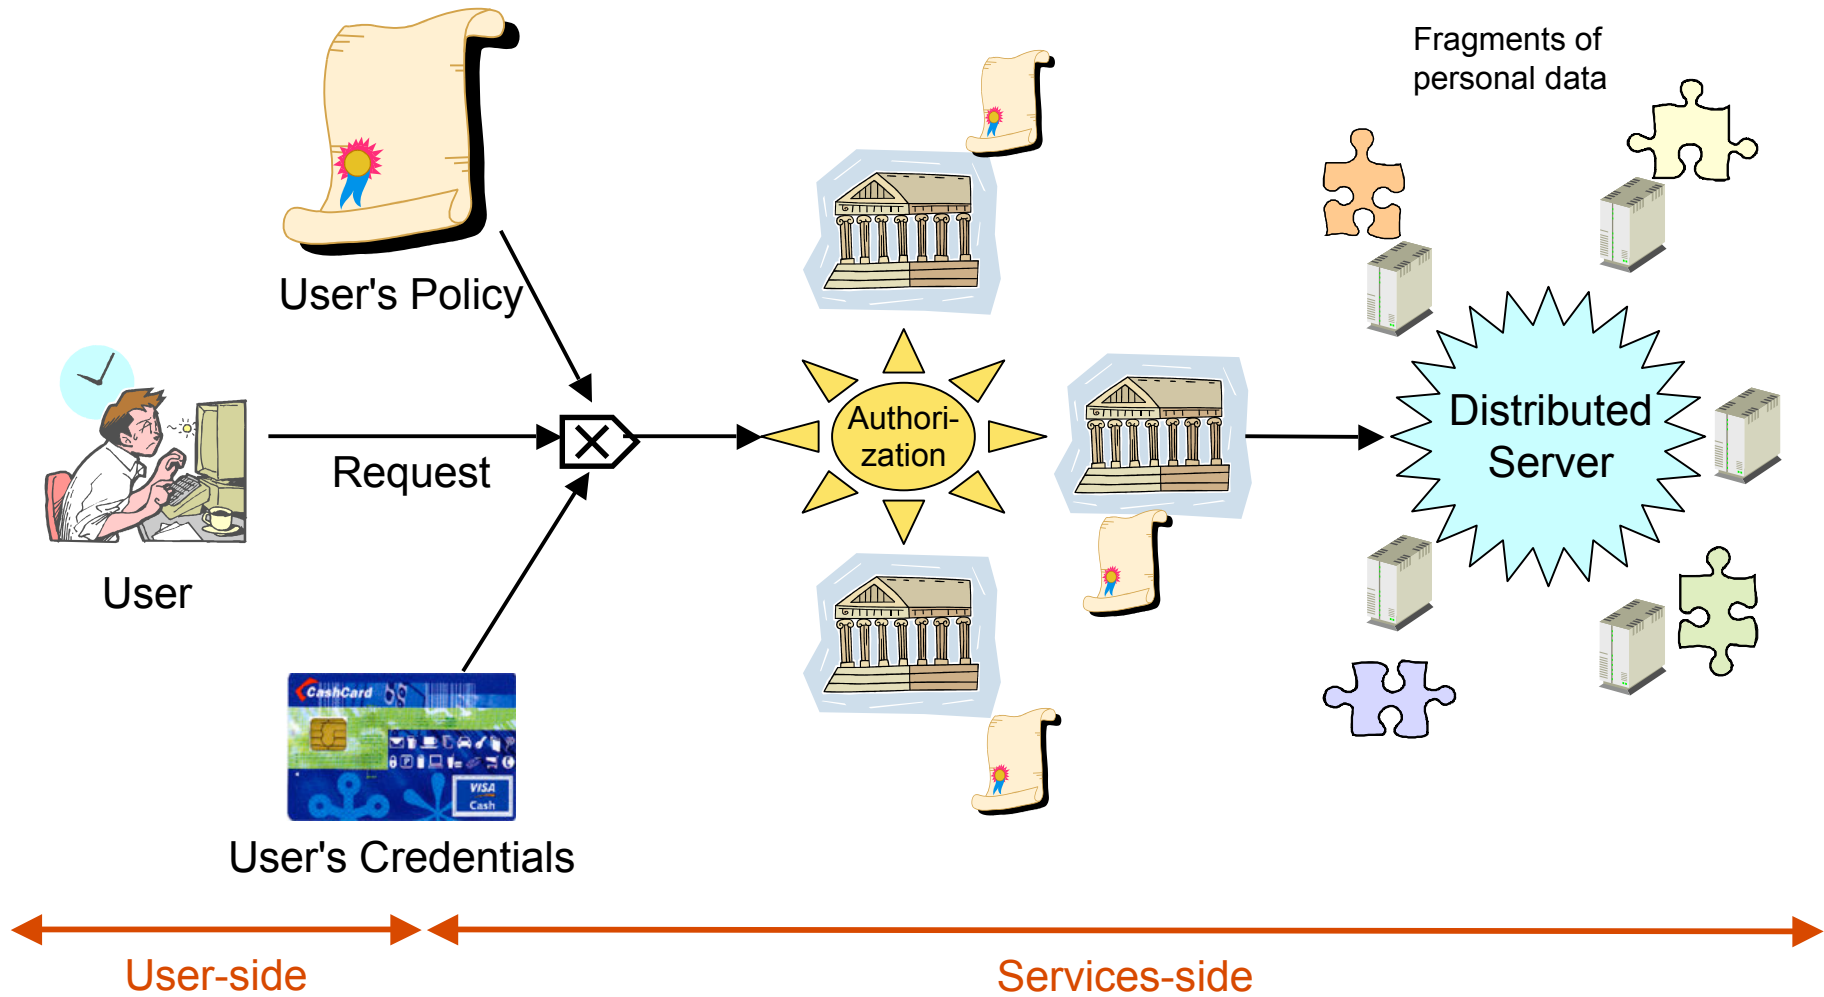 Fragments of
personal data
User's Policy
Request
Authori-
zation
Distributed
Server
User
CashCard
VISA
Cash
User's Credentials
User-side
Services-side